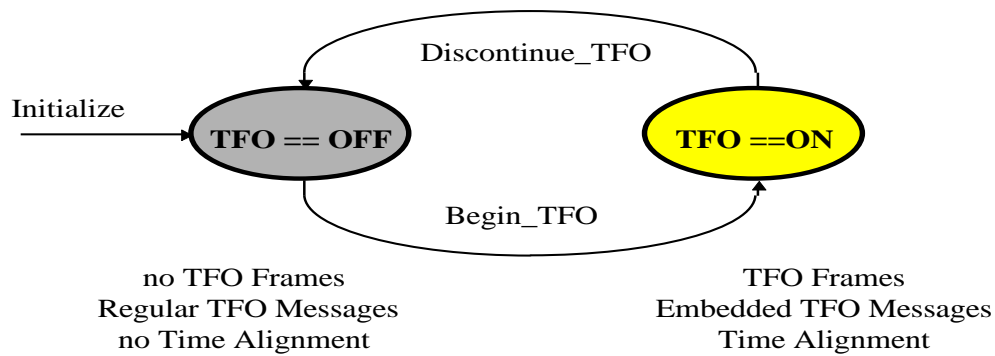 Discontinue_TFO
Initialize
TFO == OFF
TFO ==ON
Begin_TFO
no TFO Frames
Regular TFO Messages
no Time Alignment
TFO Frames
Embedded TFO Messages
Time Alignment